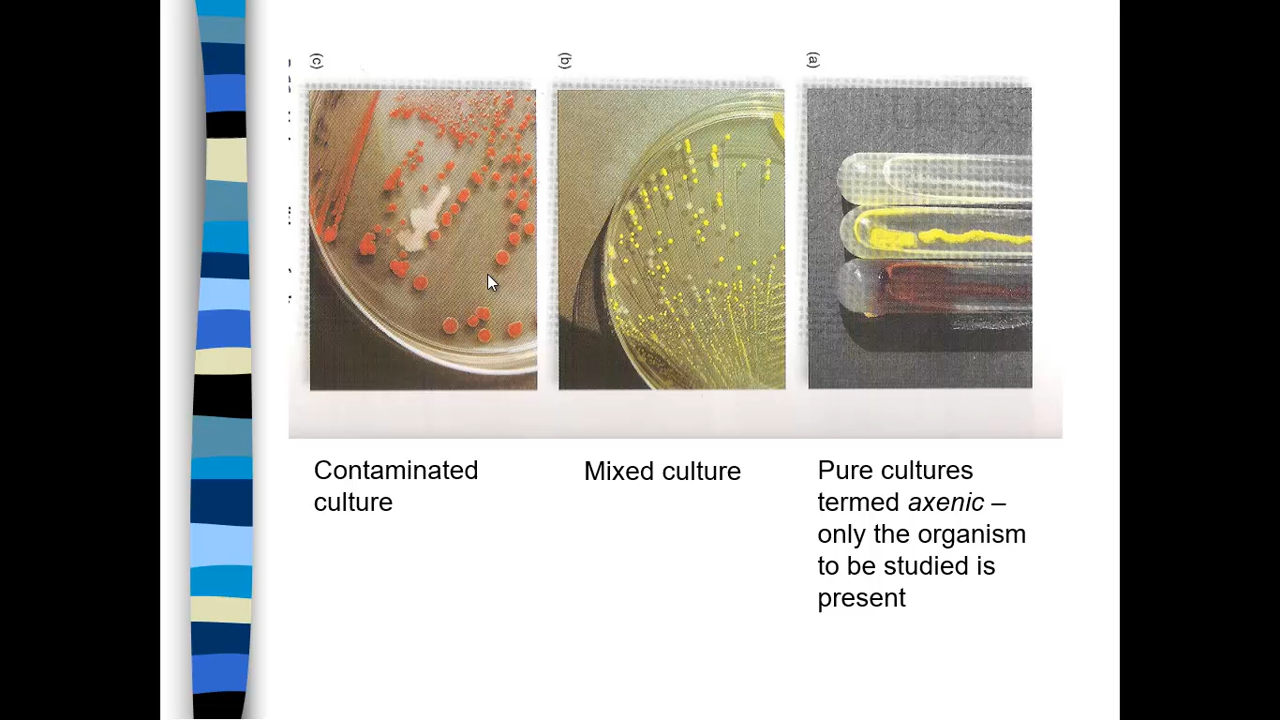 (c)
(b)
(a)
Contaminated
culture
Mixed culture
Pure cultures
termed axenic –
only the organism
to be studied is
present